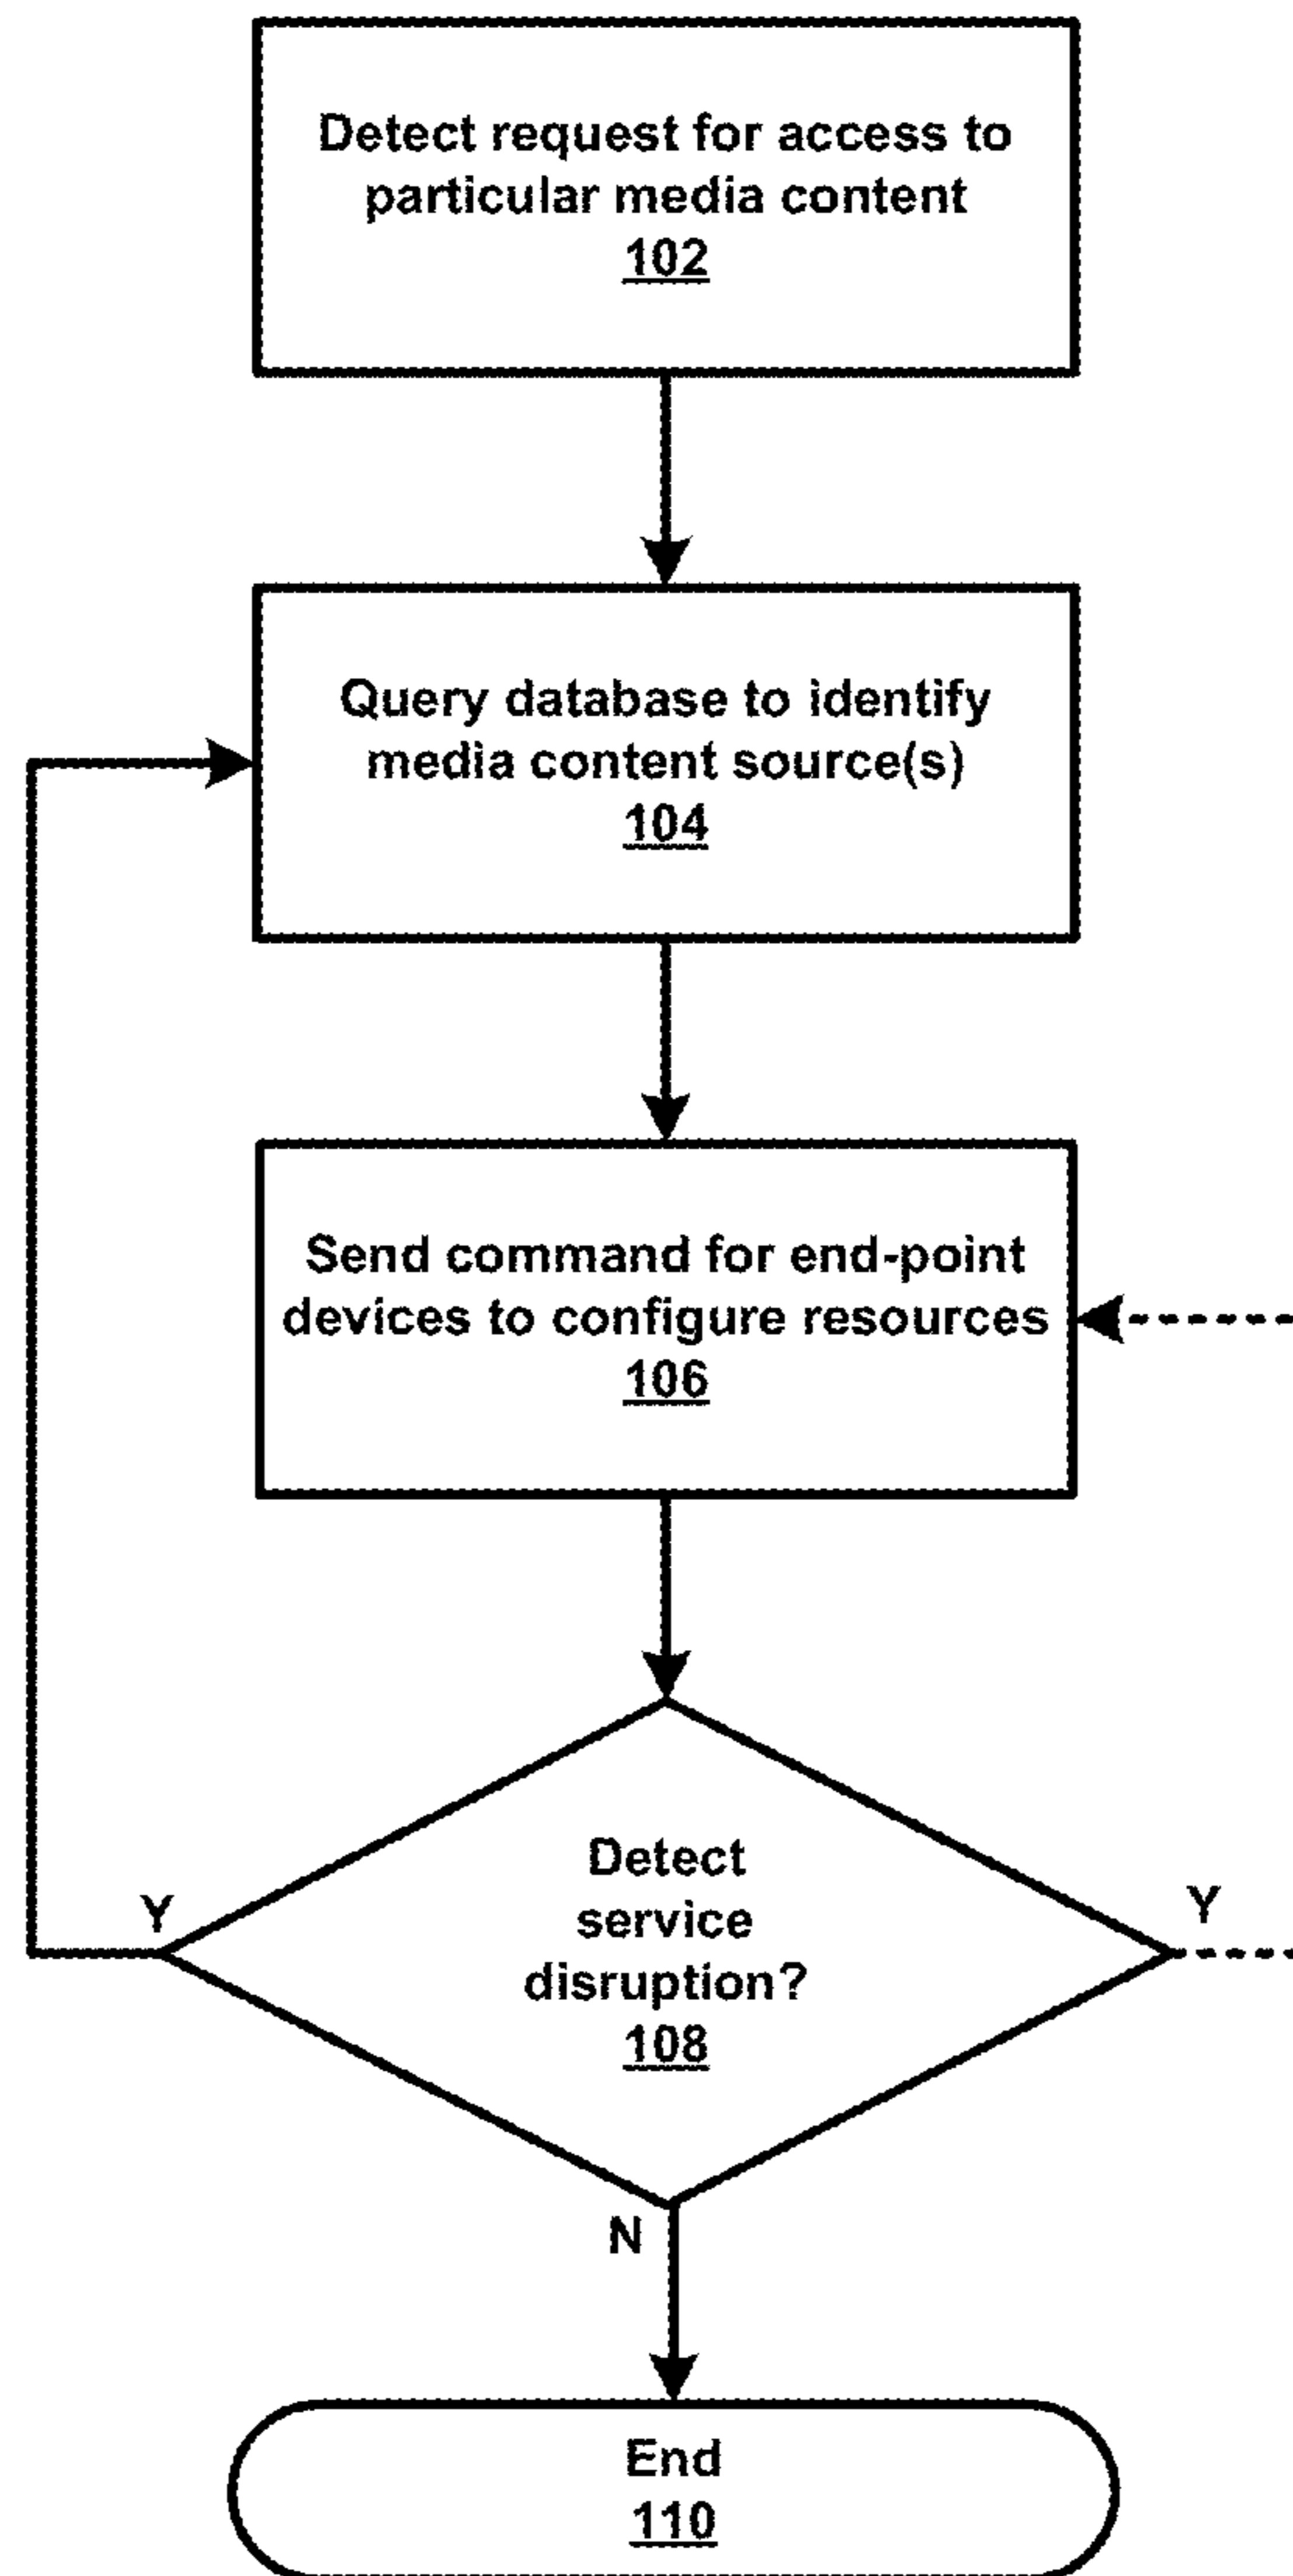 Detect request for access to
particular media content
102
Query database to identify
media content source(s)
104
Send command for end-point
devices to configure resources
106
Detect
service
disruption?
108
Y
Y
N
End
110